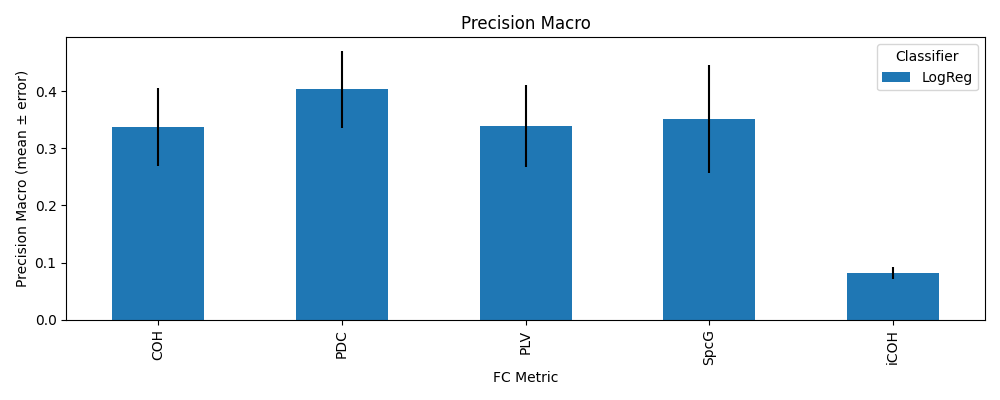 Precision Macro
Classifier
LogReg
Precision Macro (mean ± error)
0.4
0.3
0.2
0.1
0.0
COH
PDC
PLV
SpcG
iCOH
FC Metric